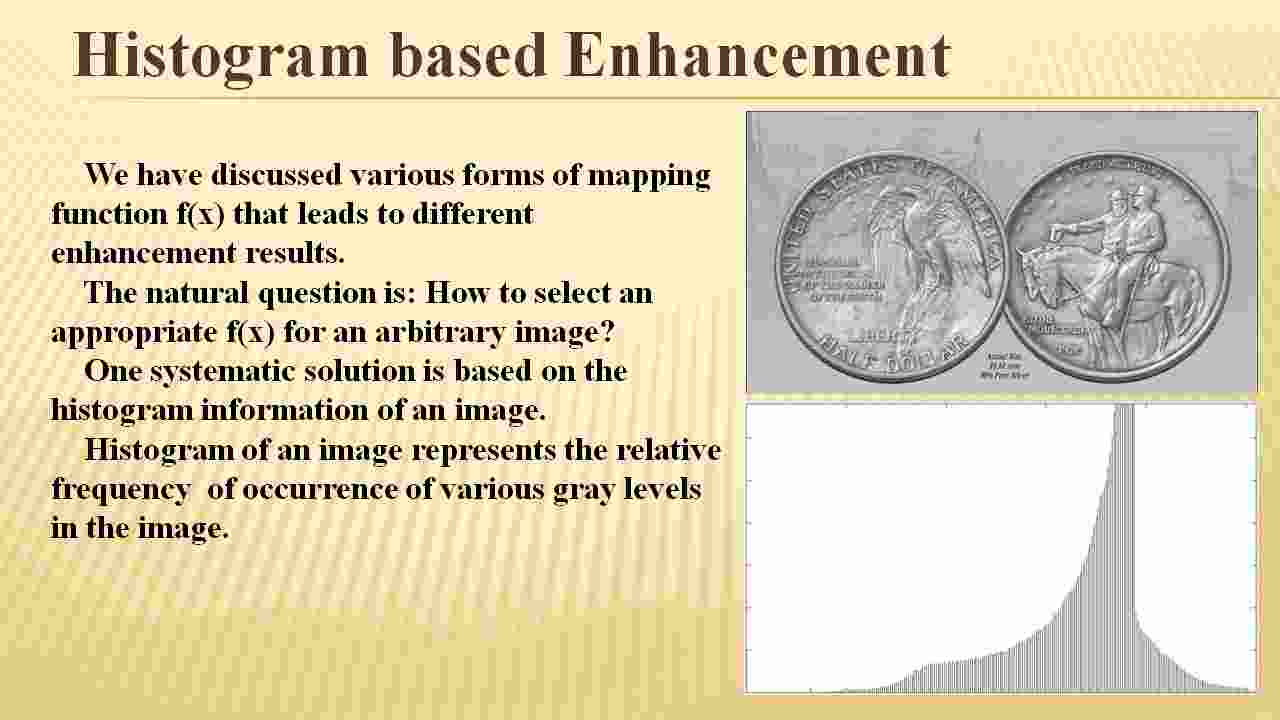 Histogram based Enhancement
We have discussed various forms of mapping
function f(x) that leads to different
enhancement results.
The natural question is: How to select an
appropriate f(x) for an arbitrary image?
One systematic solution is based on the
histogram information of an image.
Histogram of an image represents the relative
frequency of occurrence of various gray levels
in the image.
UNITED STATES OF AMERICA
LIBERTY
HALF DOLLAR